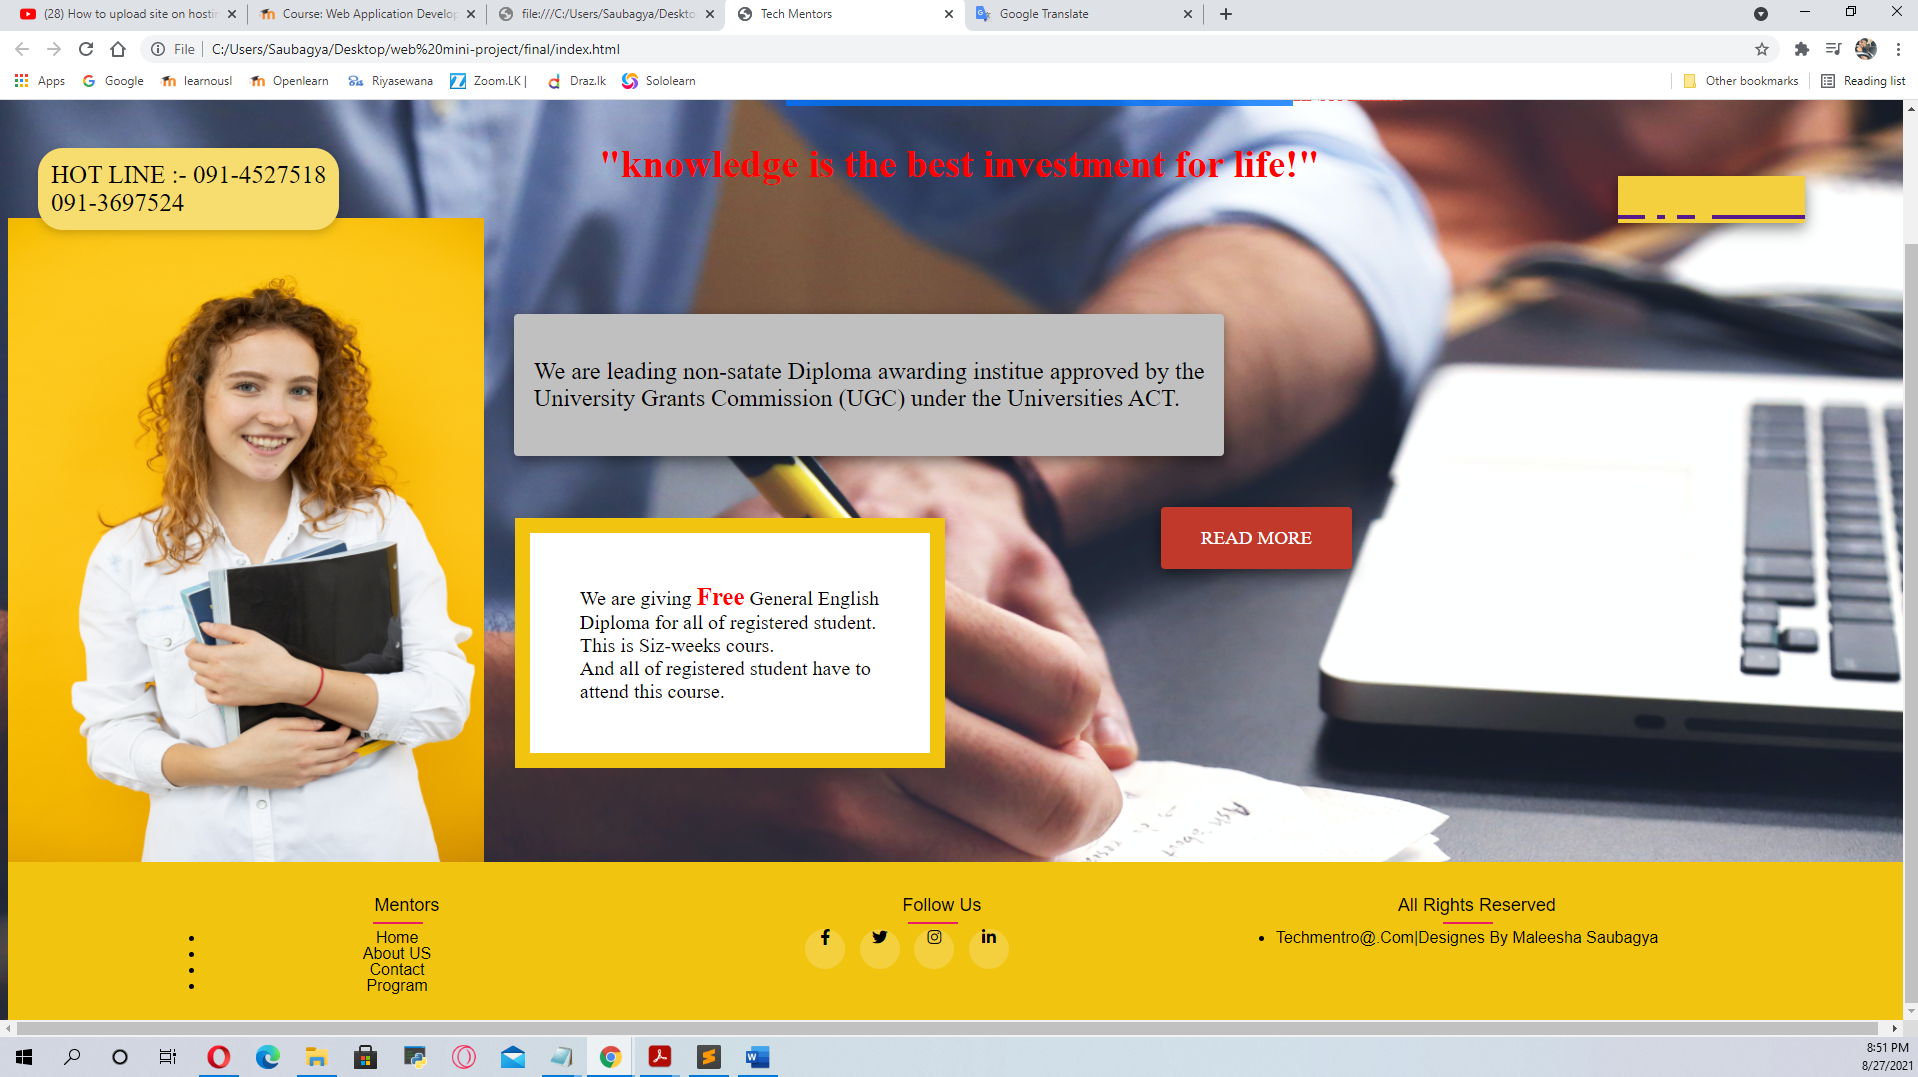 (28) How to upload site on hostin
Course: Web Application Develop
file:///C:/Users/Saubagya/Deskto
Tech Mentors
Google Translate
File
C:/Users/Saubagya/Desktop/web%20mini-project/final/index.html
Apps
Google
learnousl
Openlearn
Riyasewana
Zoom.LK |
Draz.lk
Sololearn
Other bookmarks
Reading list
HOT LINE :- 091-4527518
091-3697524
"knowledge is the best investment for life!"
We are leading non-satate Diploma awarding institue approved by the
University Grants Commission (UGC) under the Universities ACT.
READ MORE
We are giving Free General English
Diploma for all of registered student.
This is Siz-weeks cours.
And all of registered student have to
attend this course.
Mentors
Home
About US
Contact
Program
Follow Us
All Rights Reserved
Techmentro@.Com|Designes By Maleesha Saubagya
8:51 PM
8/27/2021